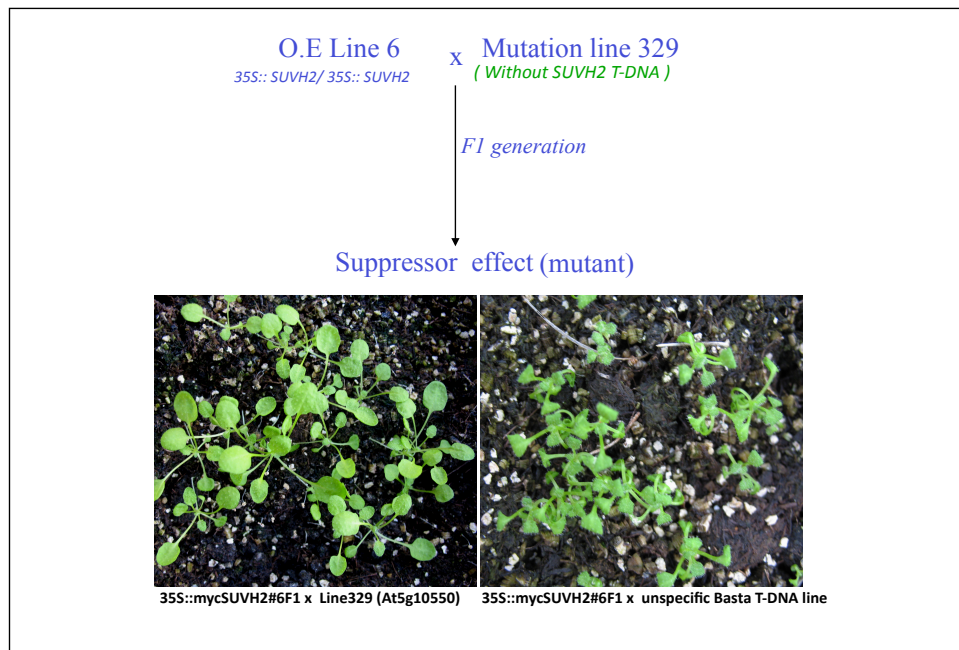 O.E Line 6 x Mutation line 329
35S:: SUVH2/ 35S:: SUVH2 ( Without SUVH2 T-DNA )
F1 generation
Suppressor effect (mutant)
35S::mycSUVH2#6F1 x Line329 (At5g10550) 35S::mycSUVH2#6F1 x unspecific Basta T-DNA line